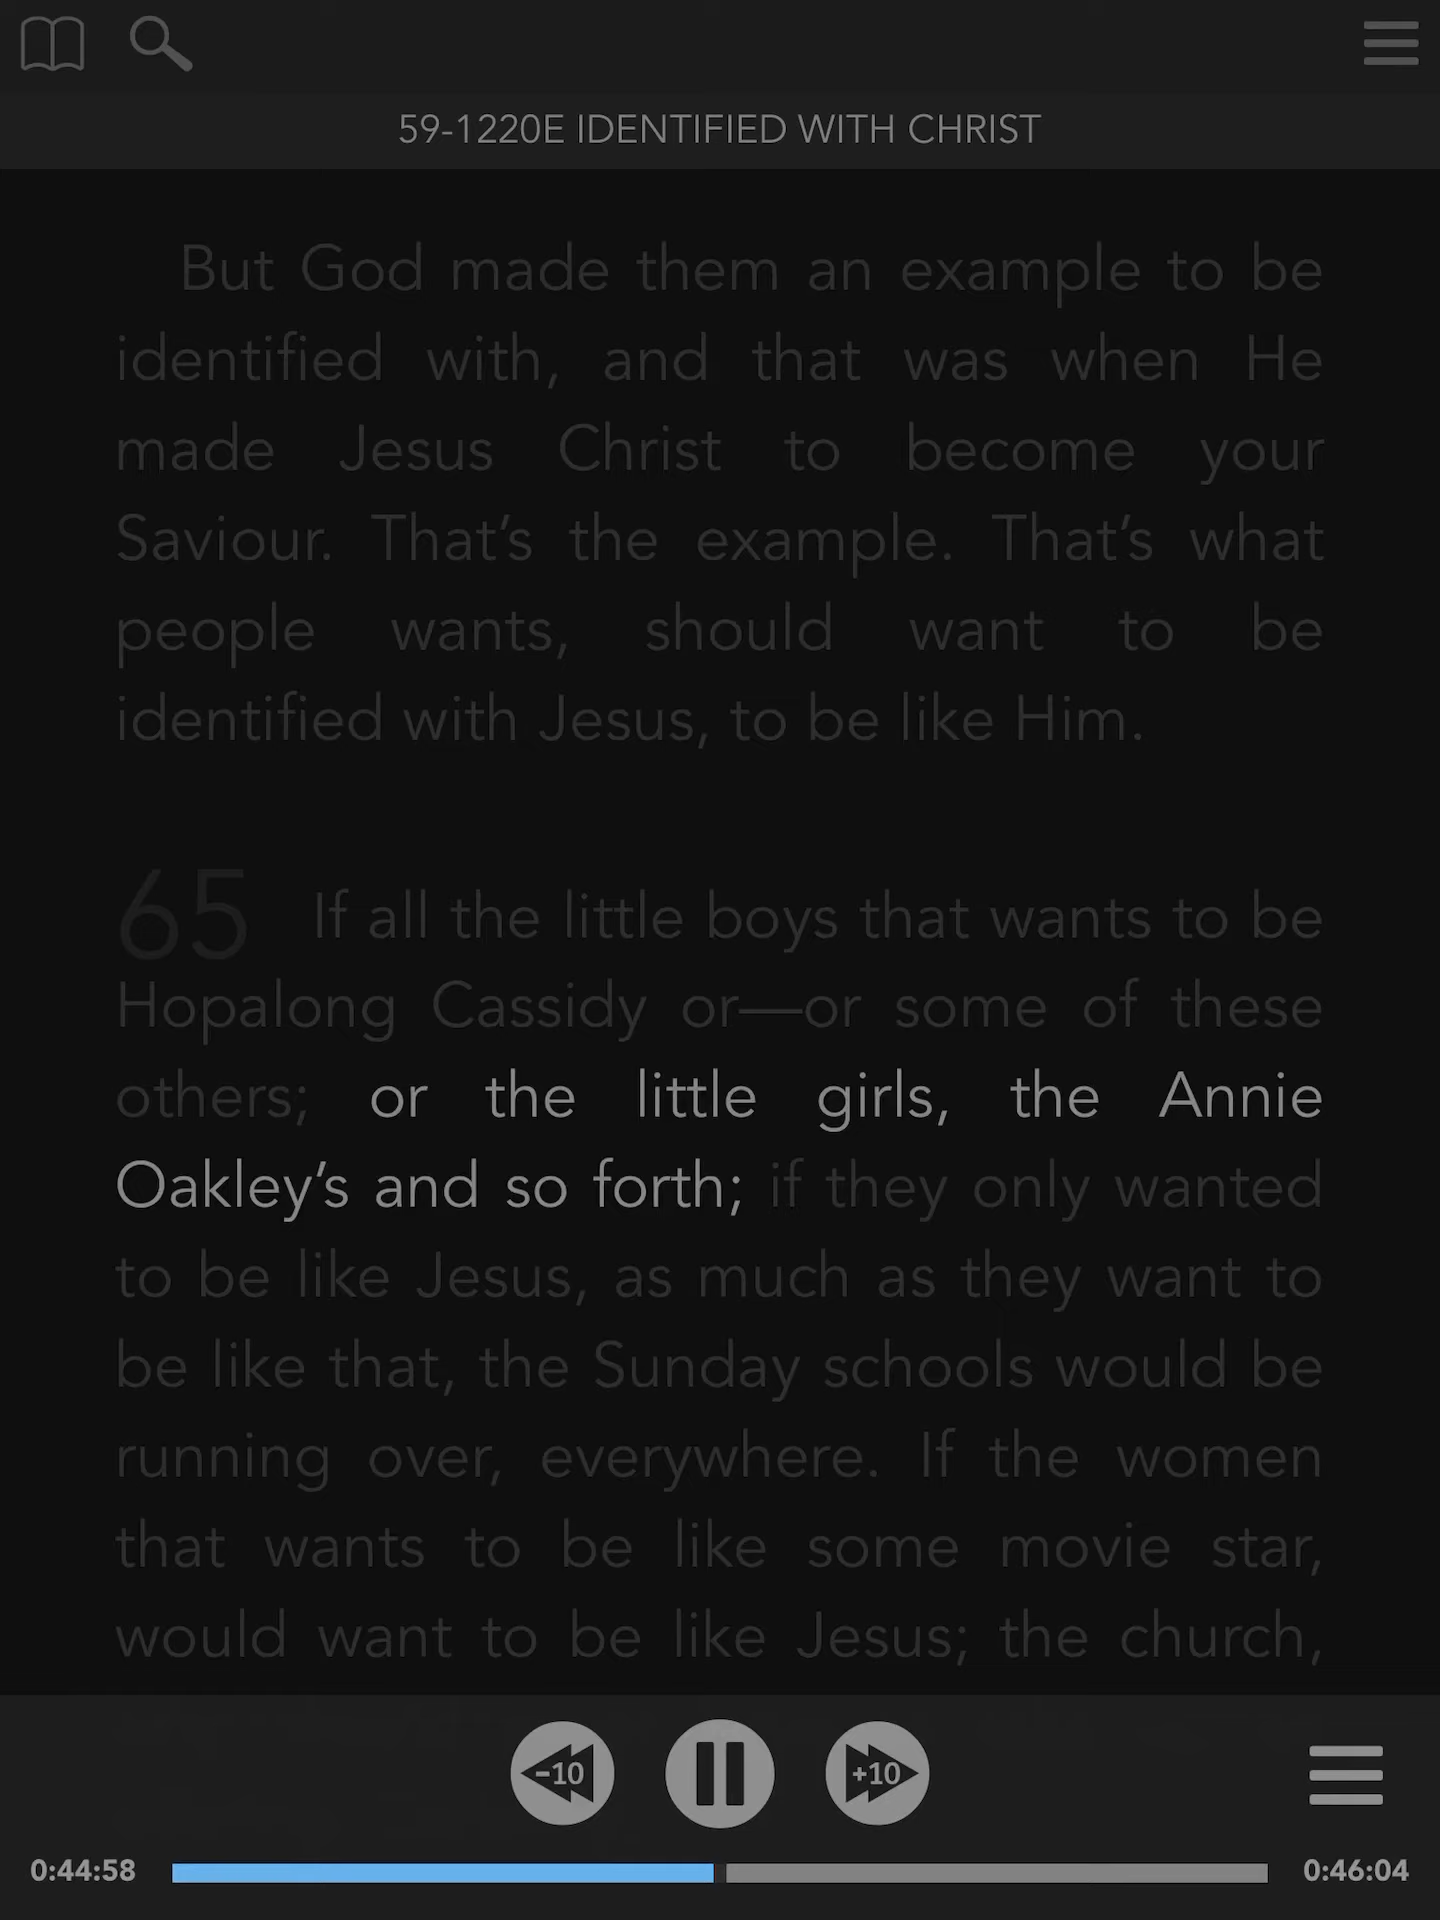 59-1220E IDENTIFIED WITH CHRIST
But God made them an example to be
identified with, and that was when He
made Jesus Christ to become your
Saviour. That’s the example. That’s what
people wants, should want to be
identified with Jesus, to be like Him.
65 If all the little boys that wants to be
Hopalong Cassidy or—or some of these
others; or the little girls, the Annie
Oakley’s and so forth; if they only wanted
to be like Jesus, as much as they want to
be like that, the Sunday schools would be
running over, everywhere. If the women
that wants to be like some movie star,
would want to be like Jesus; the church,
-10 +10
0:44:58 0:46:04